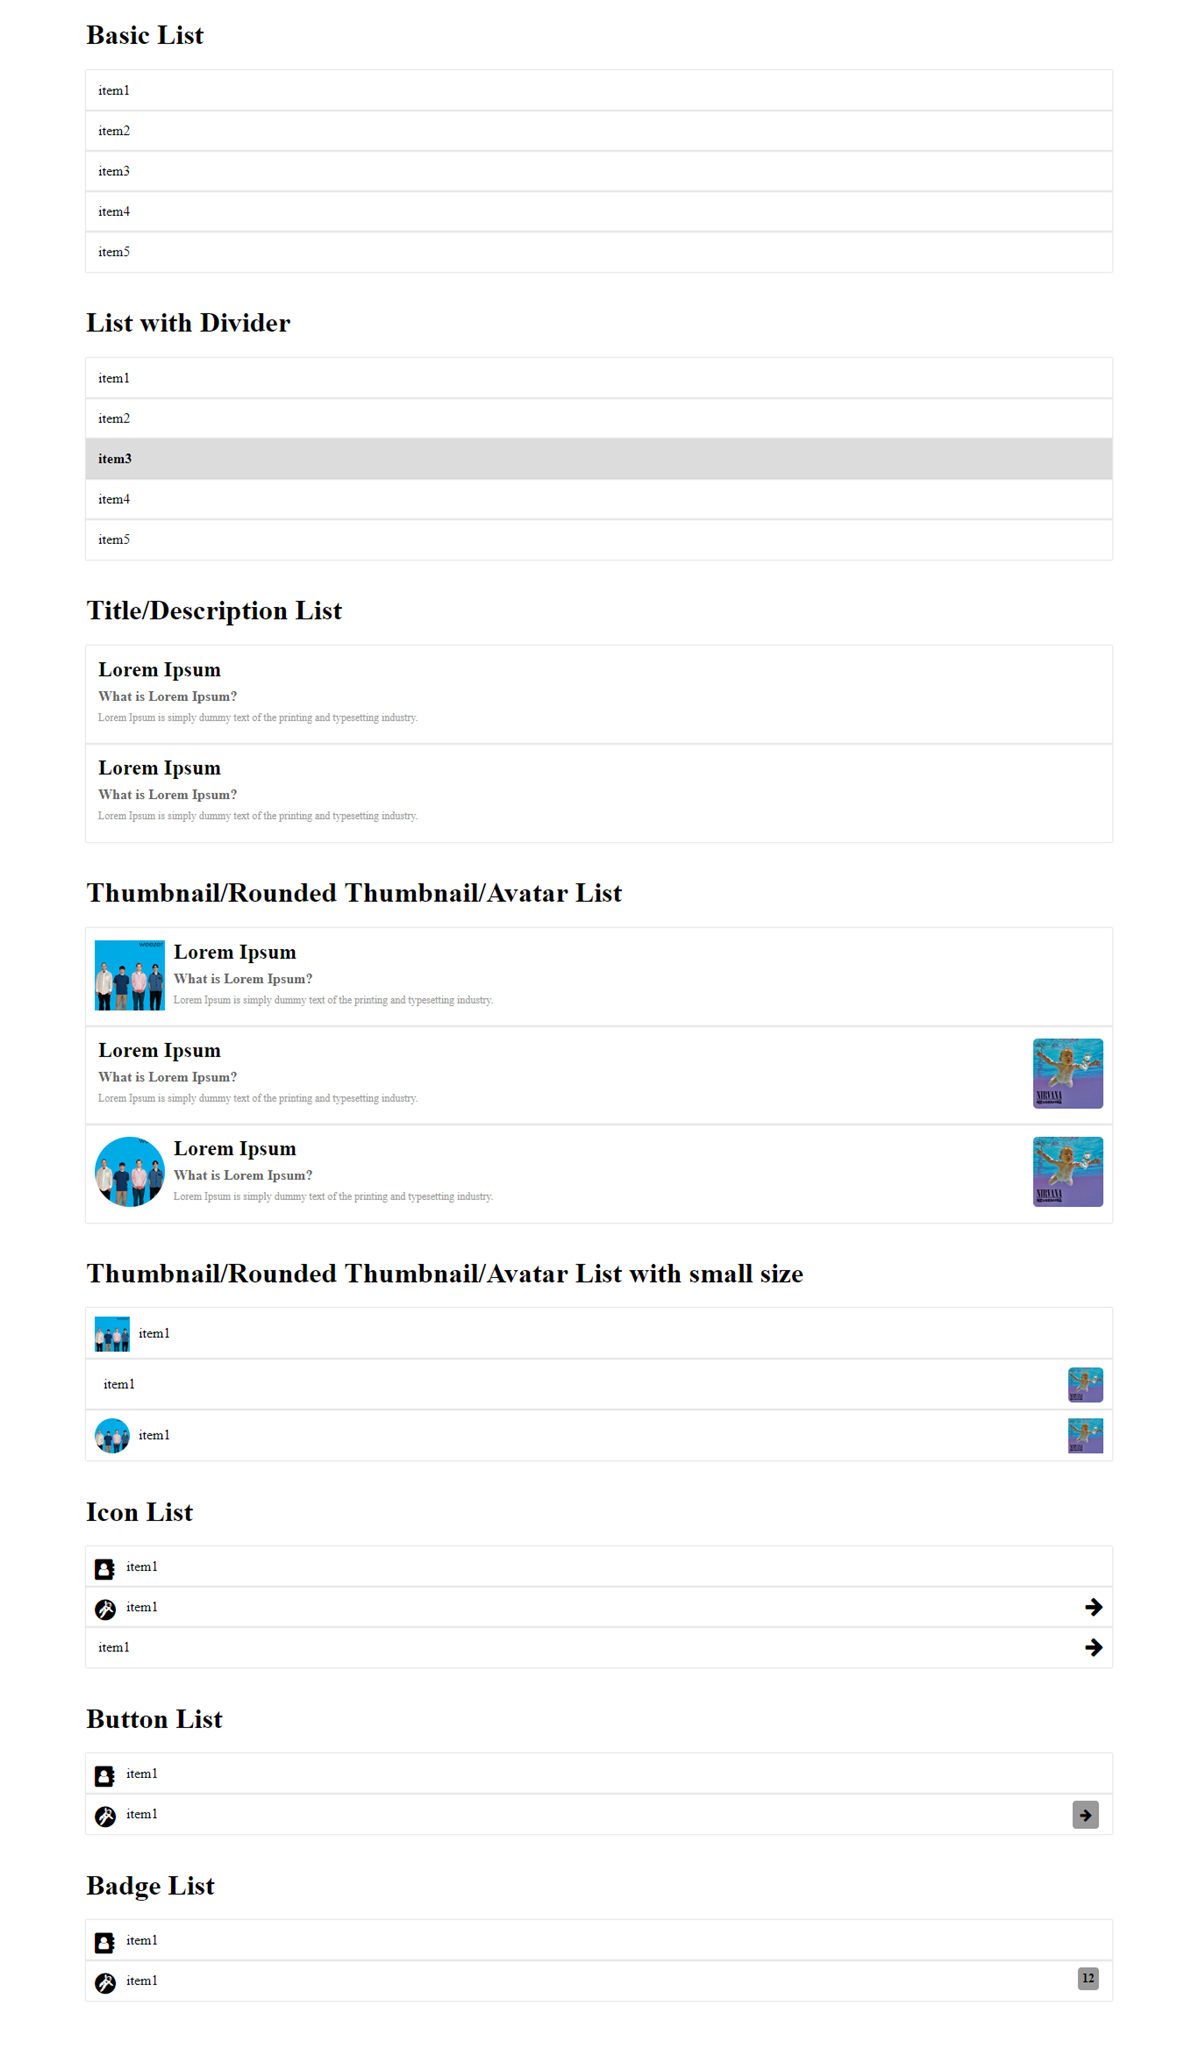 Basic List
item1
item2
item3
item4
item5
List with Divider
item1
item2
item3
item4
item5
Title/Description List
Lorem Ipsum
What is Lorem Ipsum?
Lorem Ipsum is simply dummy text of the printing and typesetting industry.
Lorem Ipsum
What is Lorem Ipsum?
Lorem Ipsum is simply dummy text of the printing and typesetting industry.
Thumbnail/Rounded Thumbnail/Avatar List
weezer
Lorem Ipsum
What is Lorem Ipsum?
Lorem Ipsum is simply dummy text of the printing and typesetting industry.
Lorem Ipsum
What is Lorem Ipsum?
Lorem Ipsum is simply dummy text of the printing and typesetting industry.
NIRVANA
Lorem Ipsum
What is Lorem Ipsum?
Lorem Ipsum is simply dummy text of the printing and typesetting industry.
NIRVANA
Thumbnail/Rounded Thumbnail/Avatar List with small size
item1
item1
item1
Icon List
item1
item1
item1
Button List
item1
item1
Badge List
item1
item1
12